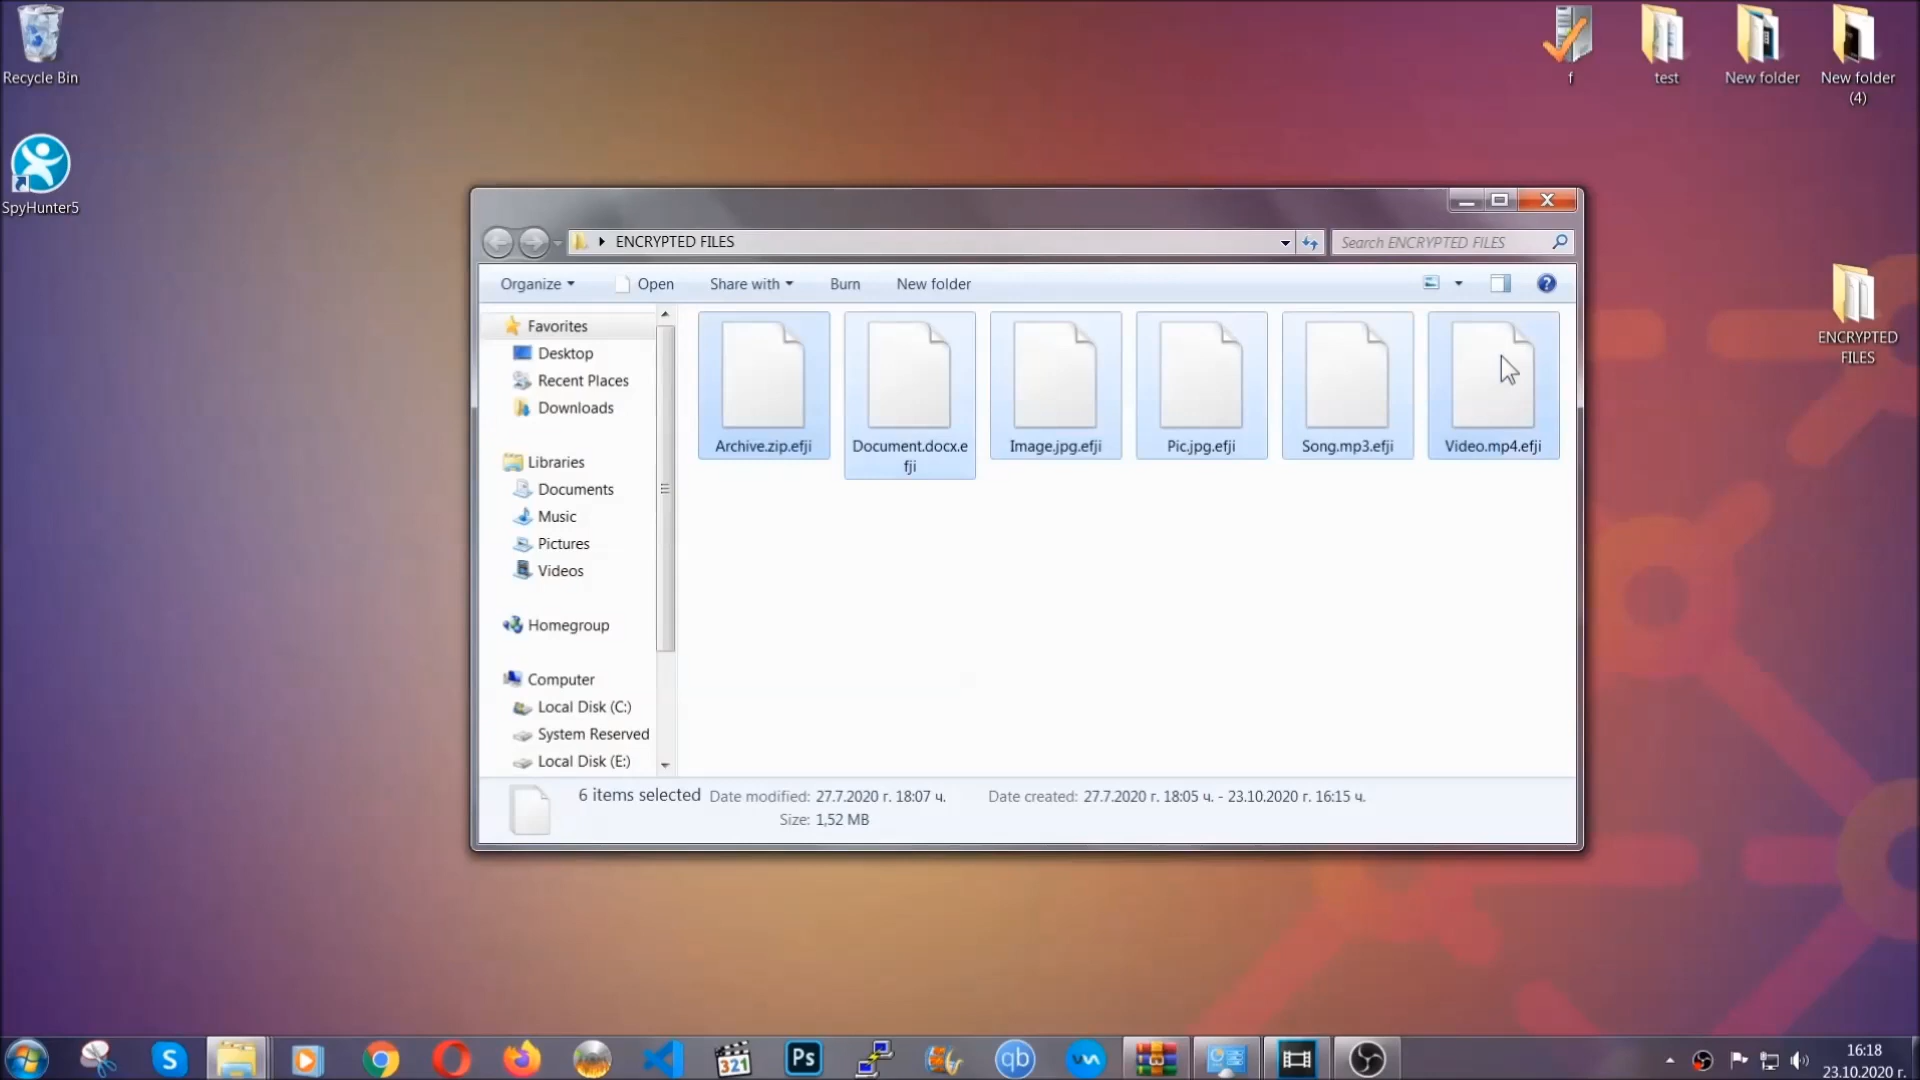 Recycle Bin
SpyHunter5
f
test
New folder
New folder
(4)
ENCRYPTED
FILES
ENCRYPTED FILES
Search ENCRYPTED FILES
Organize
Open
Share with
Burn
New folder
Favorites
Desktop
Recent Places
Downloads
Libraries
Documents
Music
Pictures
Videos
Homegroup
Computer
Local Disk (C:)
System Reserved
Local Disk (E:)
Archive.zip.efji
Document.docx.e
fji
Image.jpg.efji
Pic.jpg.efji
Song.mp3.efji
Video.mp4.efji
6 items selected Date modified: 27.7.2020 г. 18:07 ч. Date created: 27.7.2020 г. 18:05 ч. - 23.10.2020 г. 16:15 ч.
Size: 1,52 MB
S
321
Ps
qb
16:18
23.10.2020 г.